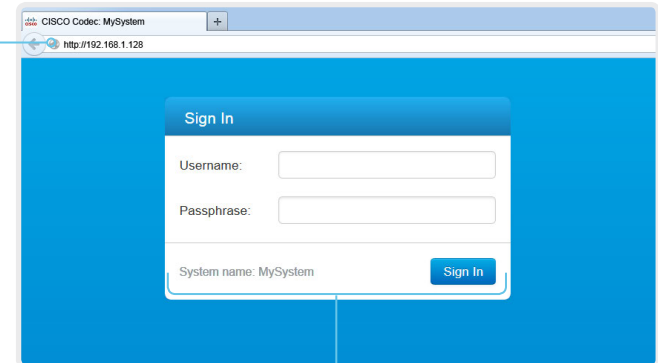 CISCO Codec: MySystem
+
http://192.168.1.128
Sign In
Username:
Passphrase:
System name: MySystem
Sign In